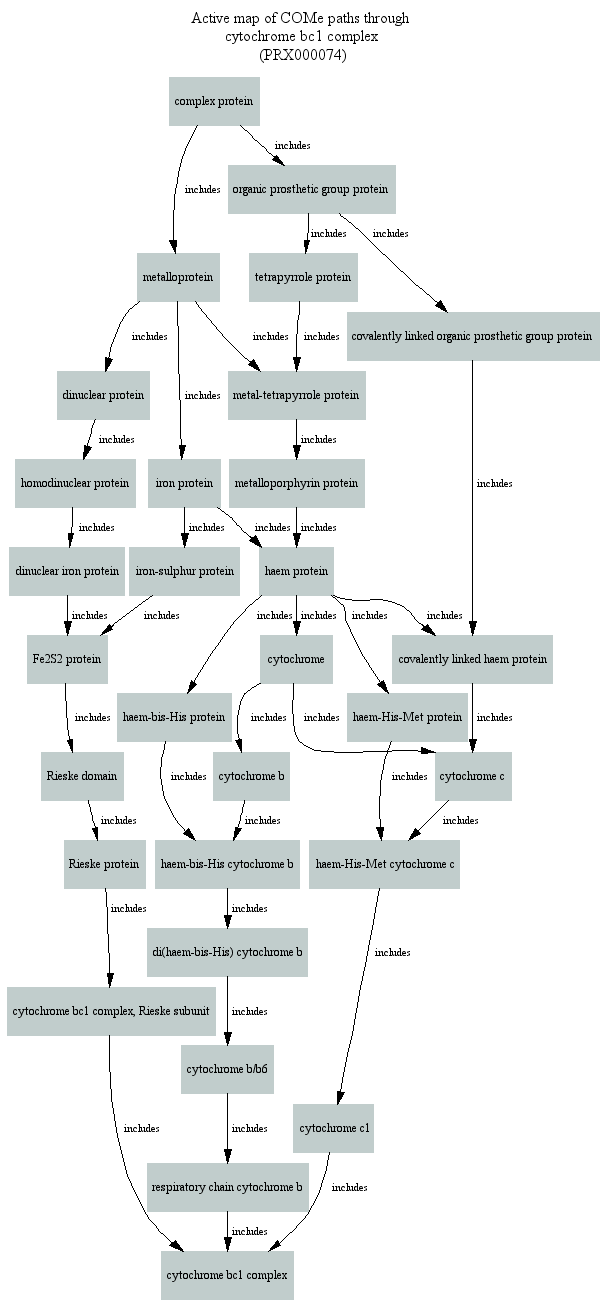 Active map of COMe paths through
cytochrome bc1 complex
(PRX000074)
complex protein
includes
includes
organic prosthetic group protein
includes
includes
metalloprotein
tetrapyrrole protein
includes
includes
includes
covalently linked organic prosthetic group protein
dinuclear protein
includes
metal-tetrapyrrole protein
includes
includes
homodinuclear protein
iron protein
metalloporphyrin protein
includes
includes
includes
includes
includes
dinuclear iron protein
iron-sulphur protein
haem protein
includes
includes
includes
includes
includes
includes
Fe2S2 protein
cytochrome
covalently linked haem protein
haem-bis-His protein
haem-His-Met protein
includes
includes
includes
Rieske domain
includes
cytochrome b
includes
cytochrome c
includes
includes
includes
Rieske protein
haem-bis-His cytochrome b
haem-His-Met cytochrome c
includes
includes
di(haem-bis-His) cytochrome b
includes
cytochrome bc1 complex, Rieske subunit
includes
cytochrome b/b6
includes
includes
cytochrome c1
respiratory chain cytochrome b
includes
includes
cytochrome bc1 complex